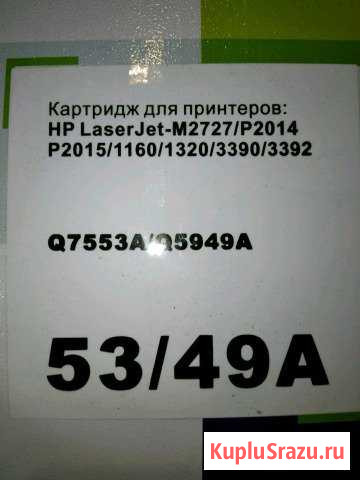 Картридж для принтеров:
HP LaserJet-M2727/P2014
P2015/1160/1320/3390/3392
Q7553A/Q5949A
53/49A
KupluSrazu.ru